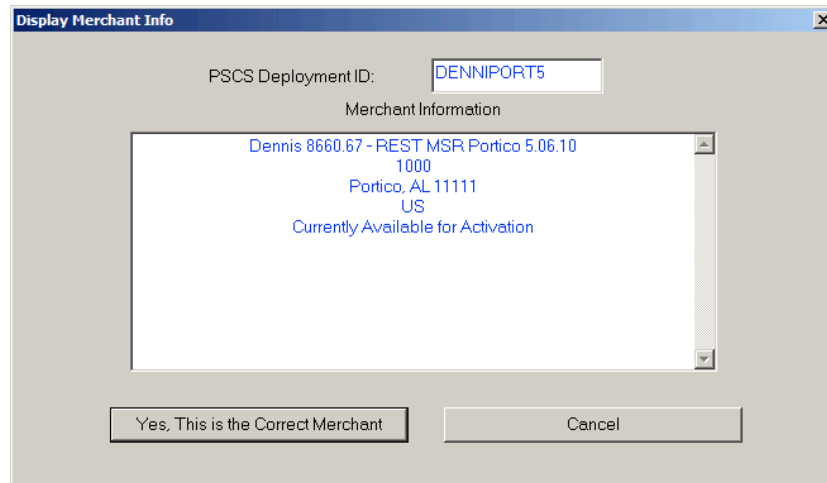 Display Merchant Info
PSCS Deployment ID: DENNIPORT5
Merchant Information
Dennis 8660.67 - REST MSR Portico 5.06.10
1000
Portico, AL 11111
US
Currently Available for Activation
Yes, This is the Correct Merchant
Cancel